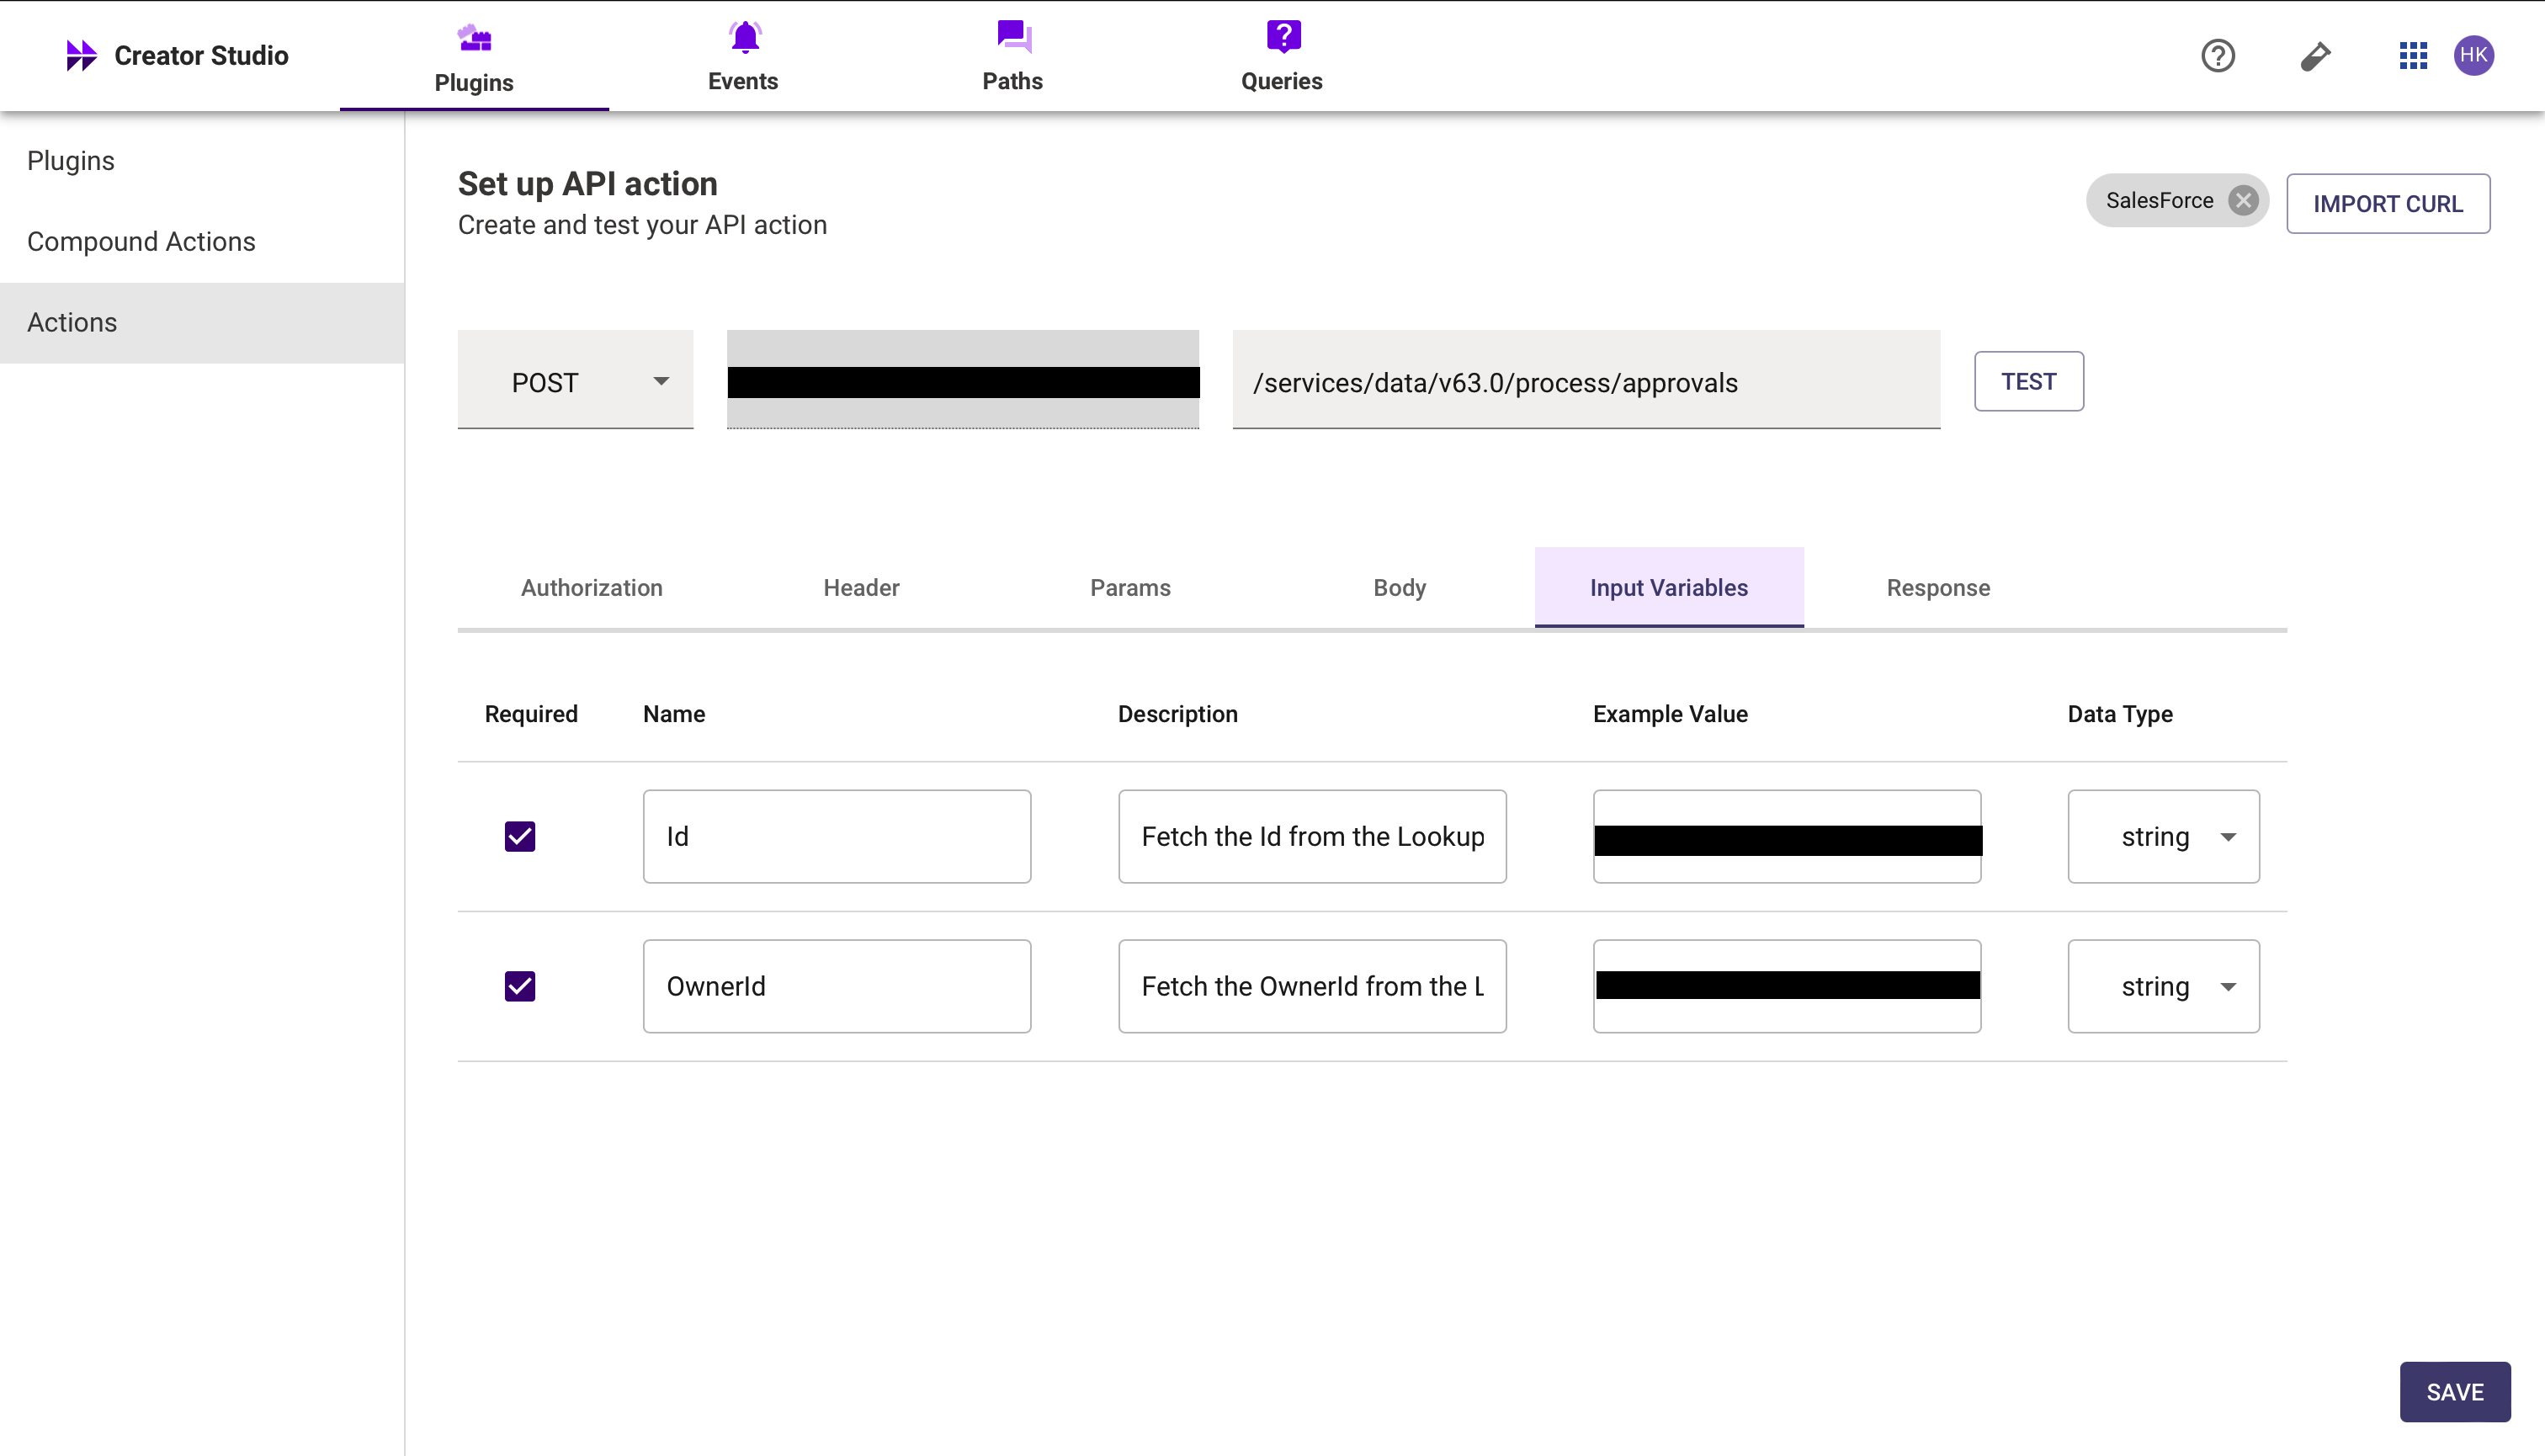 Creator Studio
Plugins
Events
Paths
Queries
?
HK
Plugins
Compound Actions
Actions
Set up API action
Create and test your API action
SalesForce
IMPORT CURL
POST
/services/data/v63.0/process/approvals
TEST
Authorization
Header
Params
Body
Input Variables
Response
Required
Name
Description
Example Value
Data Type
Id
Fetch the Id from the Lookup
string
OwnerId
Fetch the OwnerId from the L
string
SAVE